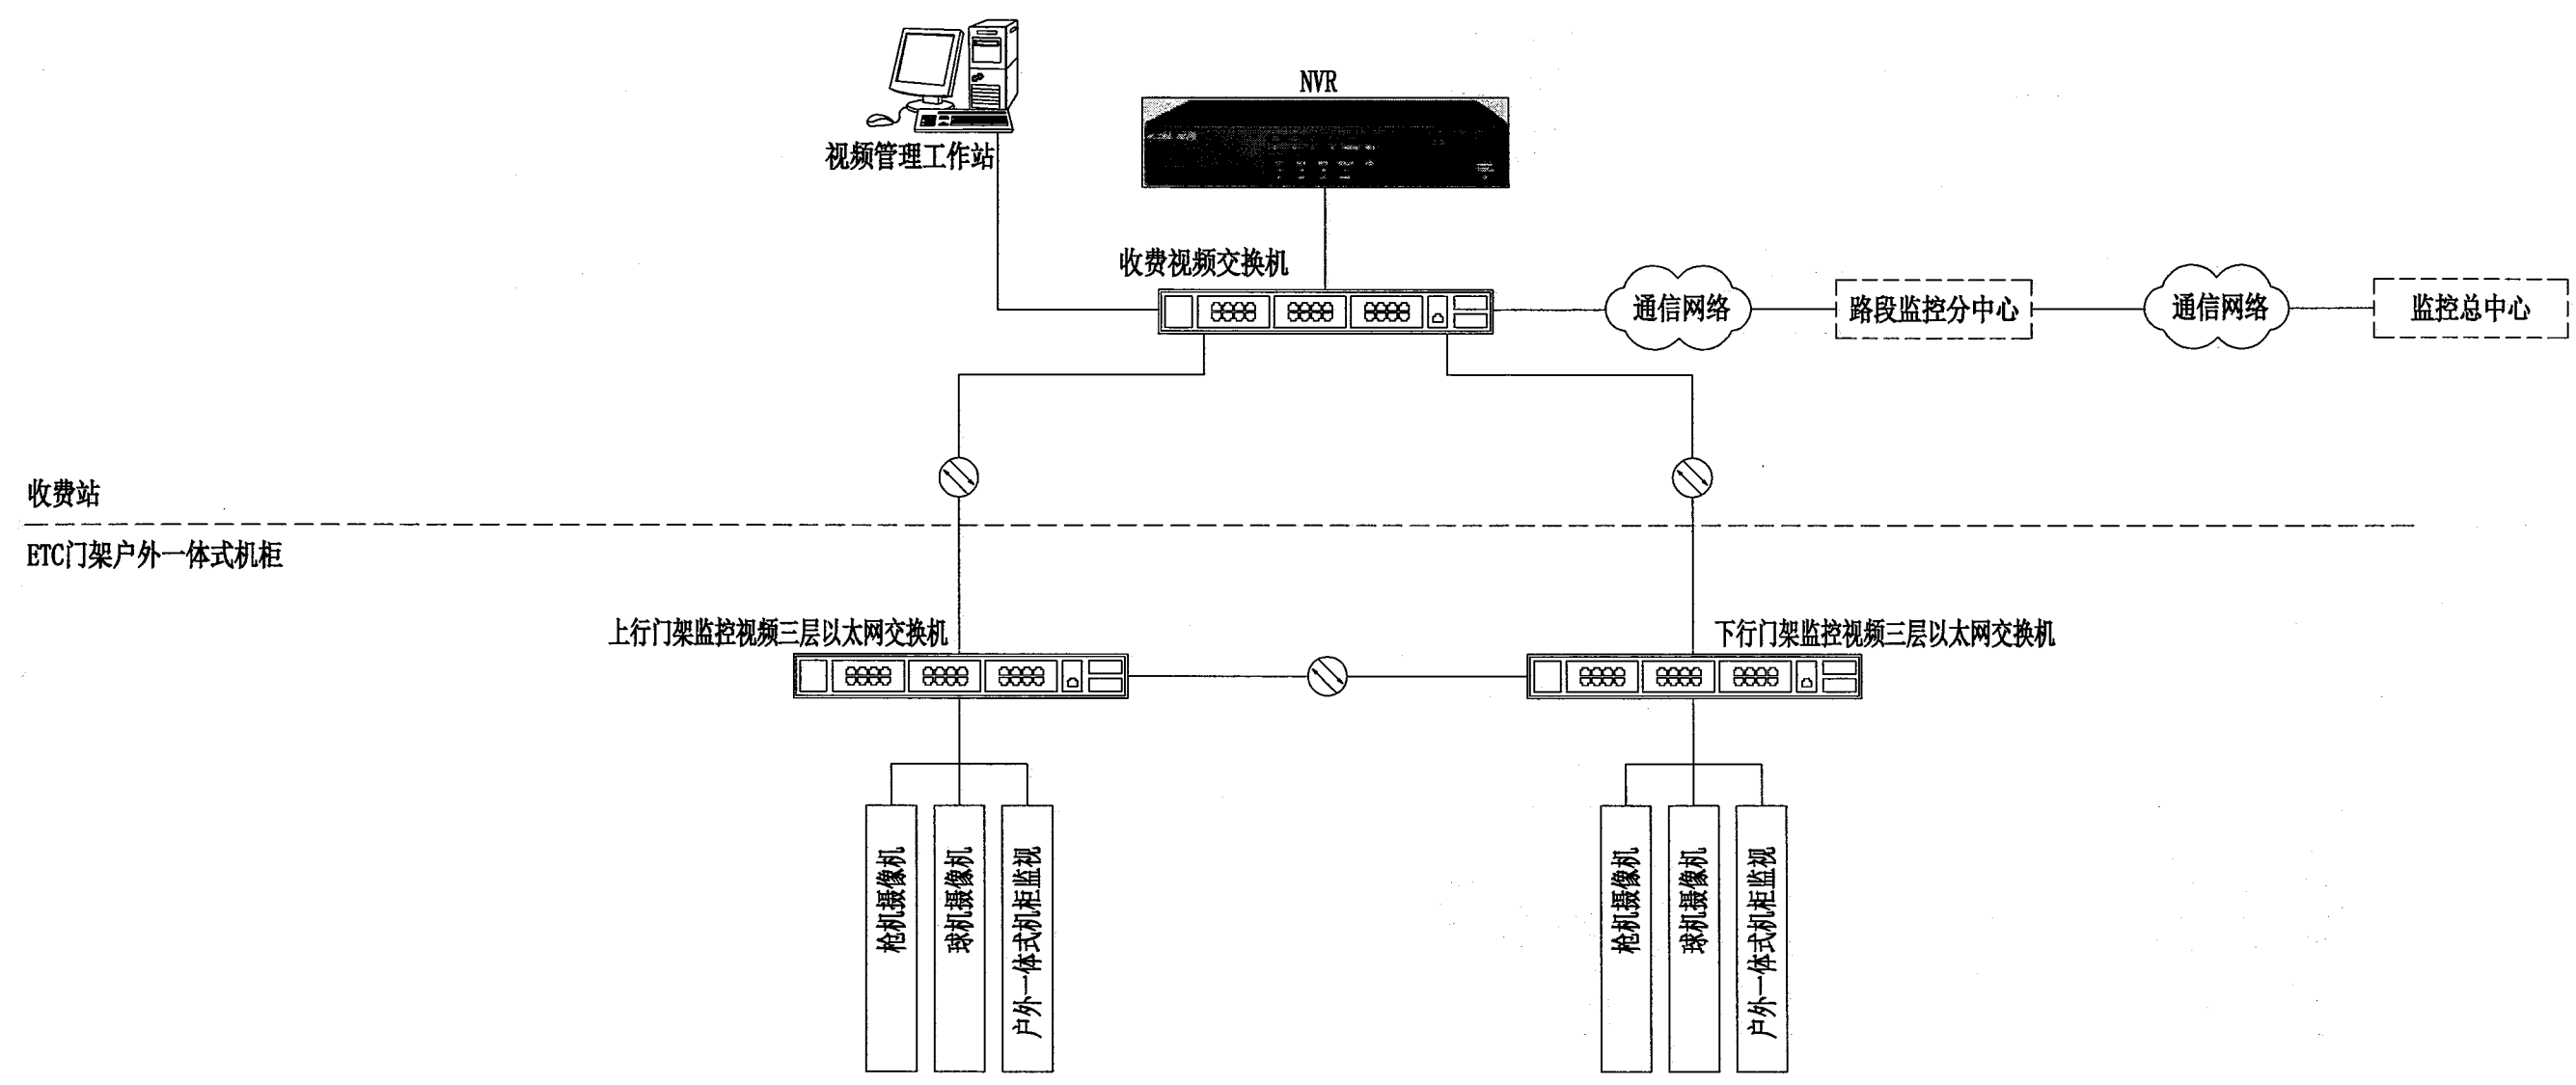 NVR
视频管理工作站
收费视频交换机
通信网络
路段监控分中心
通信网络
监控总中心
收费站
ETC门架户外一体式机柜
上行门架监控视频三层以太网交换机
下行门架监控视频三层以太网交换机
枪机摄像机
球机摄像机
户外一体式机柜监视
枪机摄像机
球机摄像机
户外一体式机柜监视